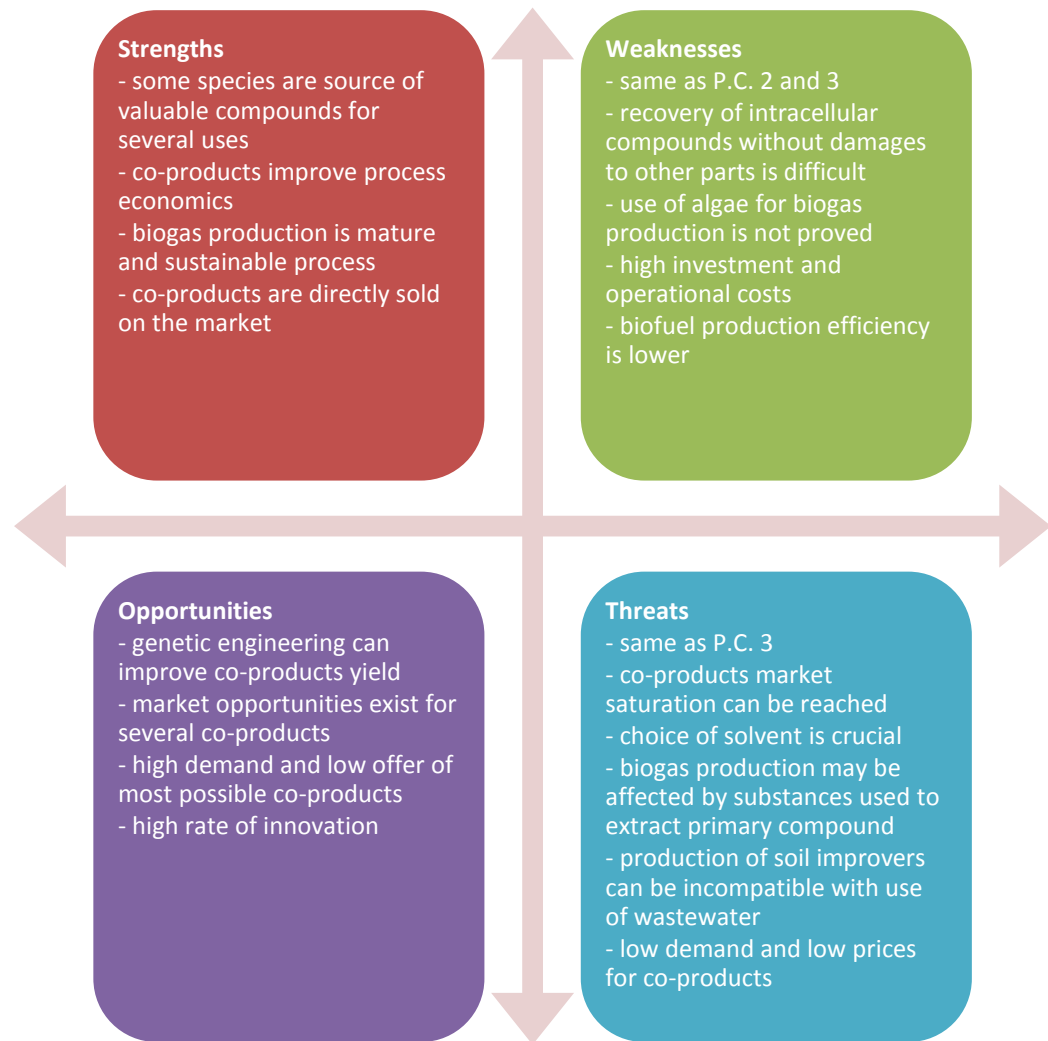 Strengths
- some species are source of
valuable compounds for
several uses
- co-products improve process
economics
- biogas production is mature
and sustainable process
- co-products are directly sold
on the market
Weaknesses
- same as P.C. 2 and 3
- recovery of intracellular
compounds without damages
to other parts is difficult
- use of algae for biogas
production is not proved
- high investment and
operational costs
- biofuel production efficiency
is lower
Opportunities
- genetic engineering can
improve co-products yield
- market opportunities exist for
several co-products
- high demand and low offer of
most possible co-products
- high rate of innovation
Threats
- same as P.C. 3
- co-products market
saturation can be reached
- choice of solvent is crucial
- biogas production may be
affected by substances used to
extract primary compound
- production of soil improvers
can be incompatible with use
of wastewater
- low demand and low prices
for co-products